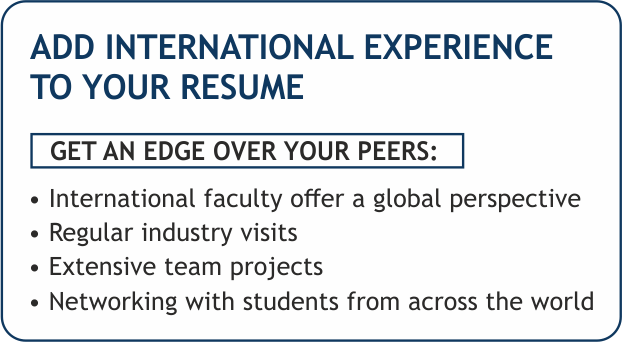 ADD INTERNATIONAL EXPERIENCE
TO YOUR RESUME
GET AN EDGE OVER YOUR PEERS:
• International faculty offer a global perspective
• Regular industry visits
• Extensive team projects
• Networking with students from across the world